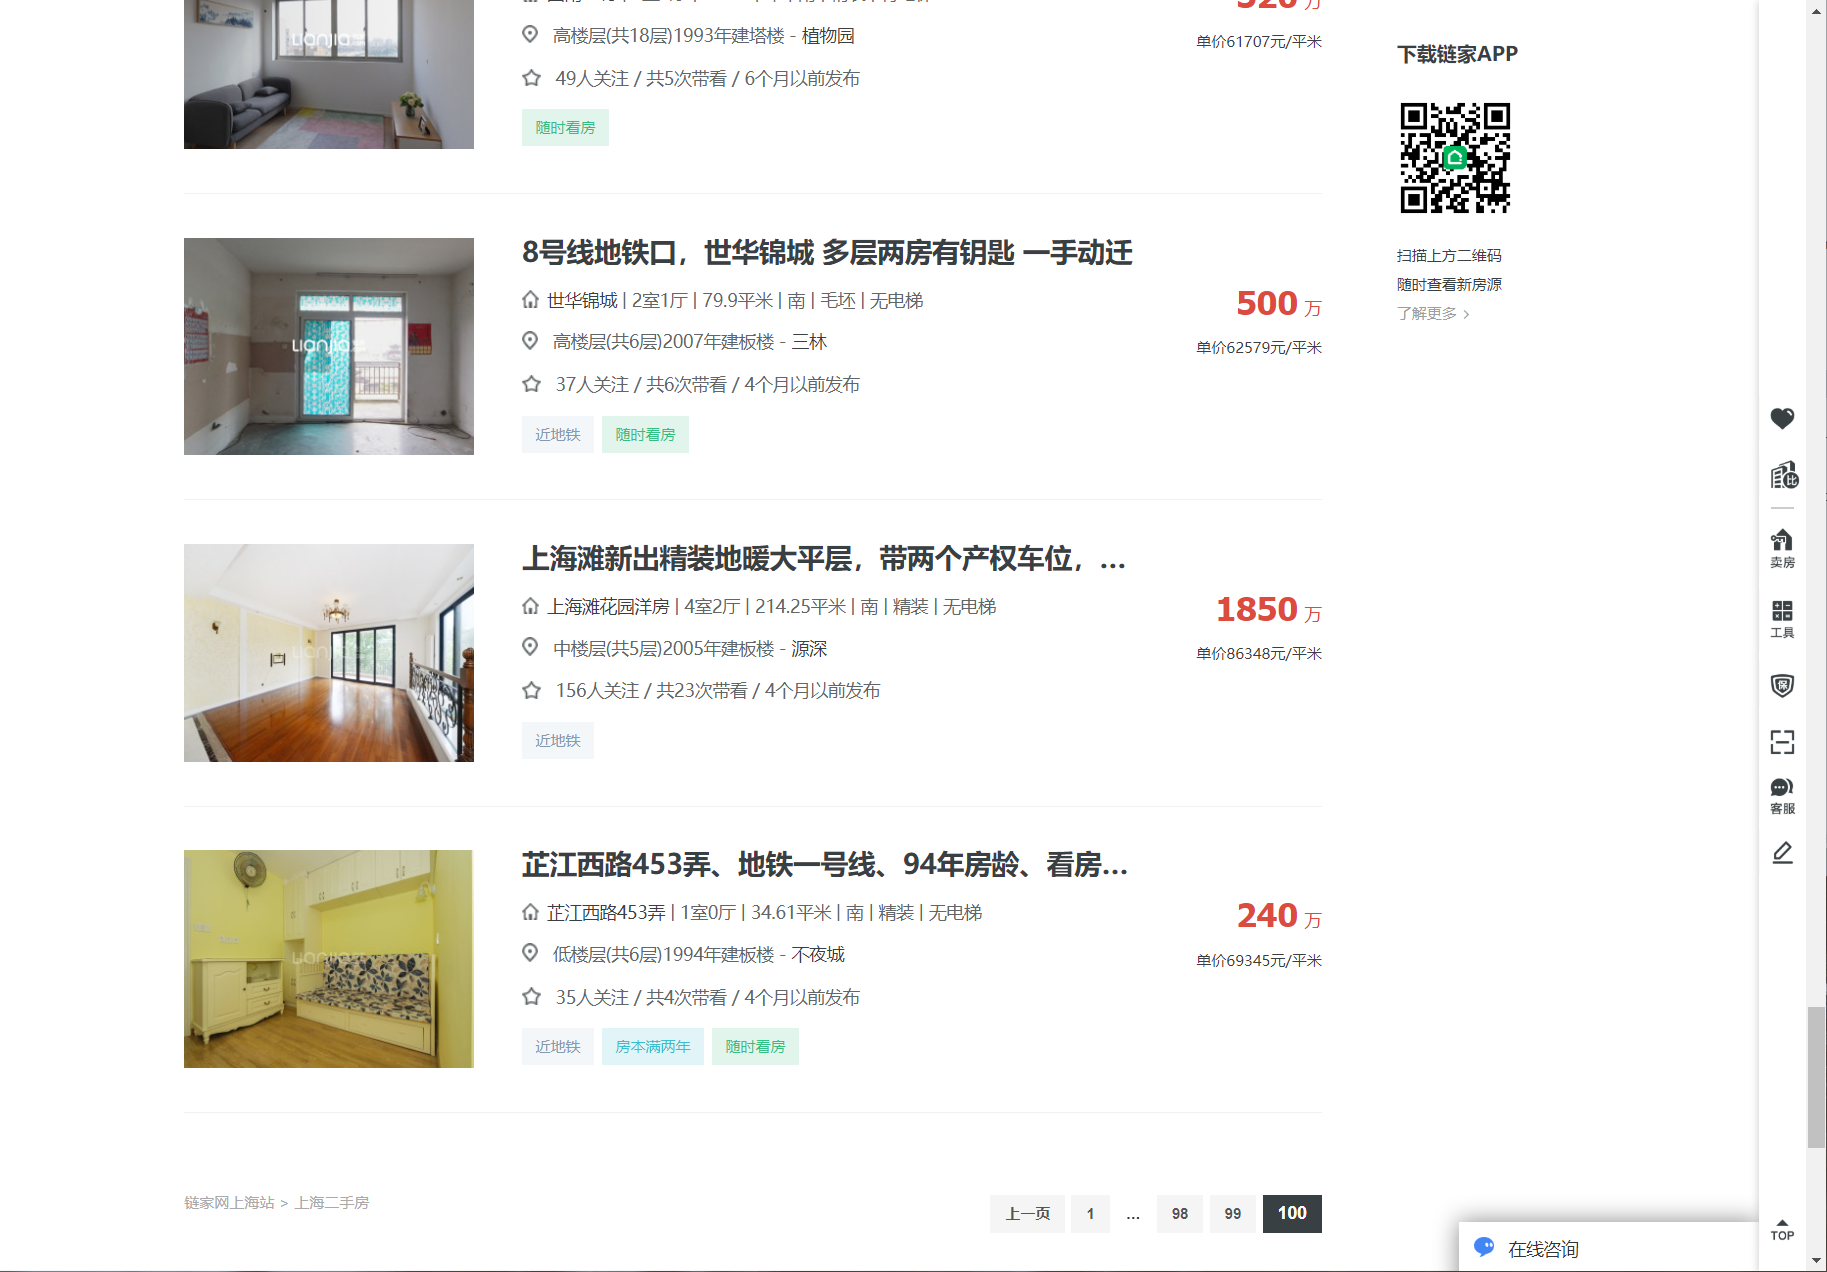 万
高楼层(共18层)1993年建塔楼 - 植物园
单价61707元/平米
49人关注 / 共5次带看 / 6个月以前发布
随时看房
下载链家APP
扫描上方二维码
随时查看新房源
了解更多
8号线地铁口，世华锦城 多层两房有钥匙 一手动迁
世华锦城 | 2室1厅 | 79.9平米 | 南 | 毛坯 | 无电梯
500 万
高楼层(共6层)2007年建板楼 - 三林
单价62579元/平米
37人关注 / 共6次带看 / 4个月以前发布
近地铁 随时看房
Lianjia
上海滩新出精装地暖大平层，带两个产权车位，...
上海滩花园洋房 | 4室2厅 | 214.25平米 | 南 | 精装 | 无电梯
1850 万
中楼层(共5层)2005年建板楼 - 源深
单价86348元/平米
156人关注 / 共23次带看 / 4个月以前发布
近地铁
芷江西路453弄、地铁一号线、94年房龄、看房...
芷江西路453弄 | 1室0厅 | 34.61平米 | 南 | 精装 | 无电梯
240 万
低楼层(共6层)1994年建板楼 - 不夜城
单价69345元/平米
35人关注 / 共4次带看 / 4个月以前发布
近地铁 房本满两年 随时看房
链家网上海站 > 上海二手房
上一页 1 ... 98 99 100
比
卖房
工具
保
客服
TOP
在线咨询